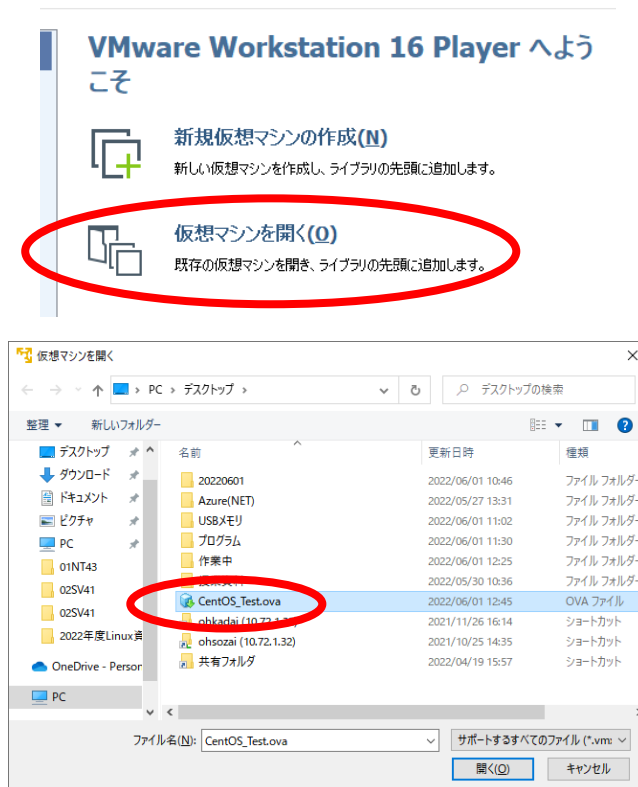 VMware Workstation 16 Player へよう
こそ
新規仮想マシンの作成(N)
新しい仮想マシンを作成し、ライブラリの先頭に追加します。
仮想マシンを開く(O)
既存の仮想マシンを開き、ライブラリの先頭に追加します。
仮想マシンを開く
PC › デスクトップ ›
デスクトップの検索
整理 新しいフォルダー
名前 更新日時 種類
デスクトップ
ダウンロード
ドキュメント
ピクチャ
PC
01NT43
02SV41
02SV41
2022年度Linux資
OneDrive - Person
PC
20220601 2022/06/01 10:46 ファイル フォルダー
Azure(NET) 2022/05/27 13:31 ファイル フォルダー
USBメモリ 2022/06/01 11:02 ファイル フォルダー
プログラム 2022/06/01 11:30 ファイル フォルダー
作業中 2022/06/01 12:25 ファイル フォルダー
2022/05/30 10:36 ファイル フォルダー
CentOS_Test.ova 2022/06/01 12:45 OVA ファイル
ohkadai (10.72.1.32) 2021/11/26 16:14 ショートカット
ohsozai (10.72.1.32) 2021/10/25 14:35 ショートカット
共有フォルダ 2022/04/19 15:57 ショートカット
ファイル名(N): CentOS_Test.ova サポートするすべてのファイル (*.vm:
開く(O) キャンセル